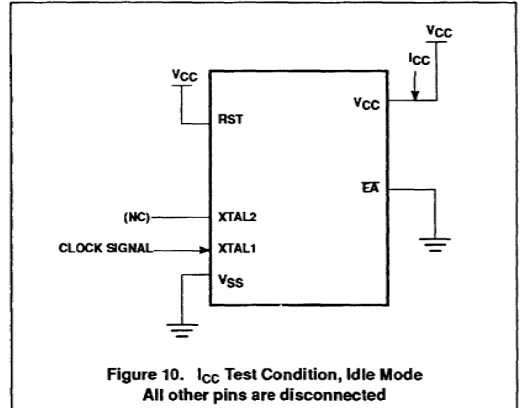 VCC
ICC
VCC
VCC
RST
EA
(NC)
XTAL2
CLOCK SIGNAL
XTAL1
VSS
Figure 10. ICC Test Condition, Idle Mode
All other pins are disconnected